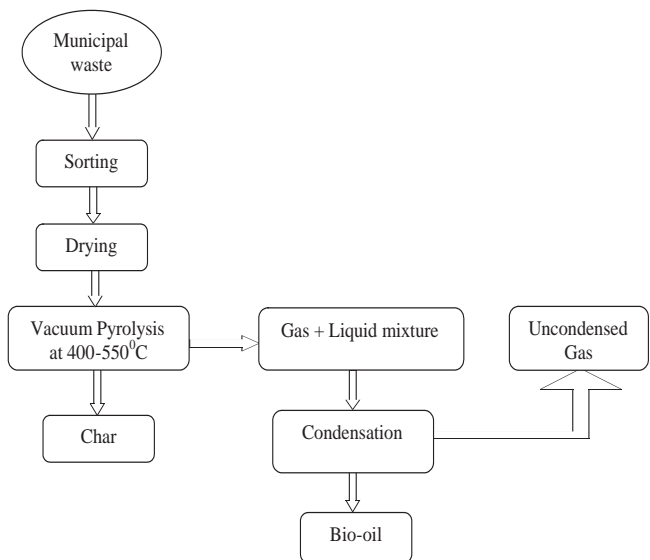 Municipal
waste
Sorting
Drying
Vacuum Pyrolysis
at 400-550⁰C
Gas + Liquid mixture
Uncondensed
Gas
Char
Condensation
Bio-oil